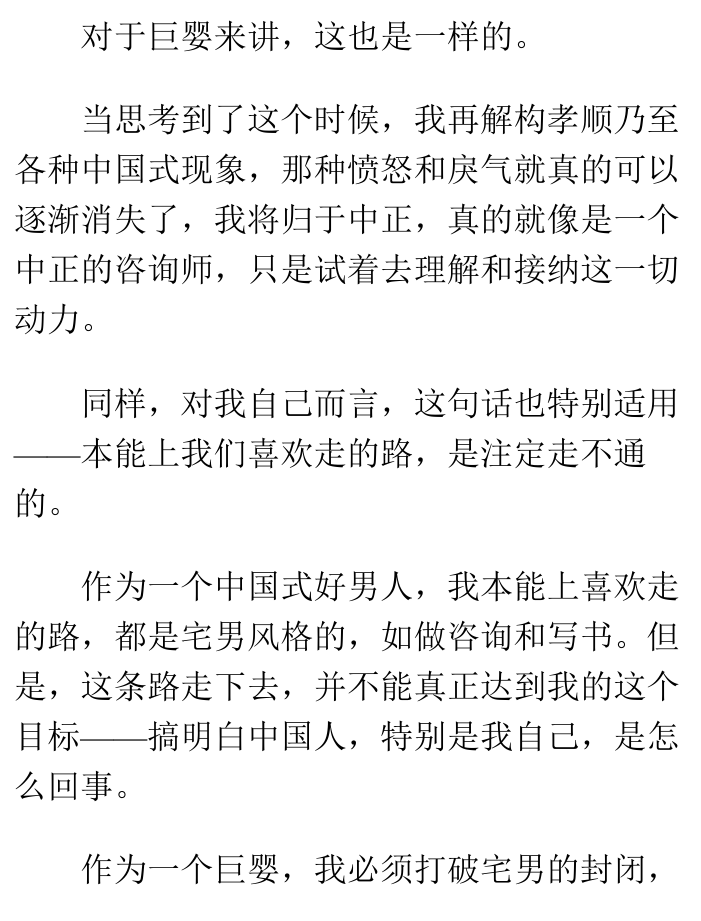 对于巨婴来讲，这也是一样的。
当思考到了这个时候，我再解构孝顺乃至
各种中国式现象，那种愤怒和戾气就真的可以
逐渐消失了，我将归于中正，真的就像是一个
中正的咨询师，只是试着去理解和接纳这一切
动力。
同样，对我自己而言，这句话也特别适用
——本能上我们喜欢走的路，是注定走不通
的。
作为一个中国式好男人，我本能上喜欢走
的路，都是宅男风格的，如做咨询和写书。但
是，这条路走下去，并不能真正达到我的这个
目标——搞明白中国人，特别是我自己，是怎
么回事。
作为一个巨婴，我必须打破宅男的封闭，